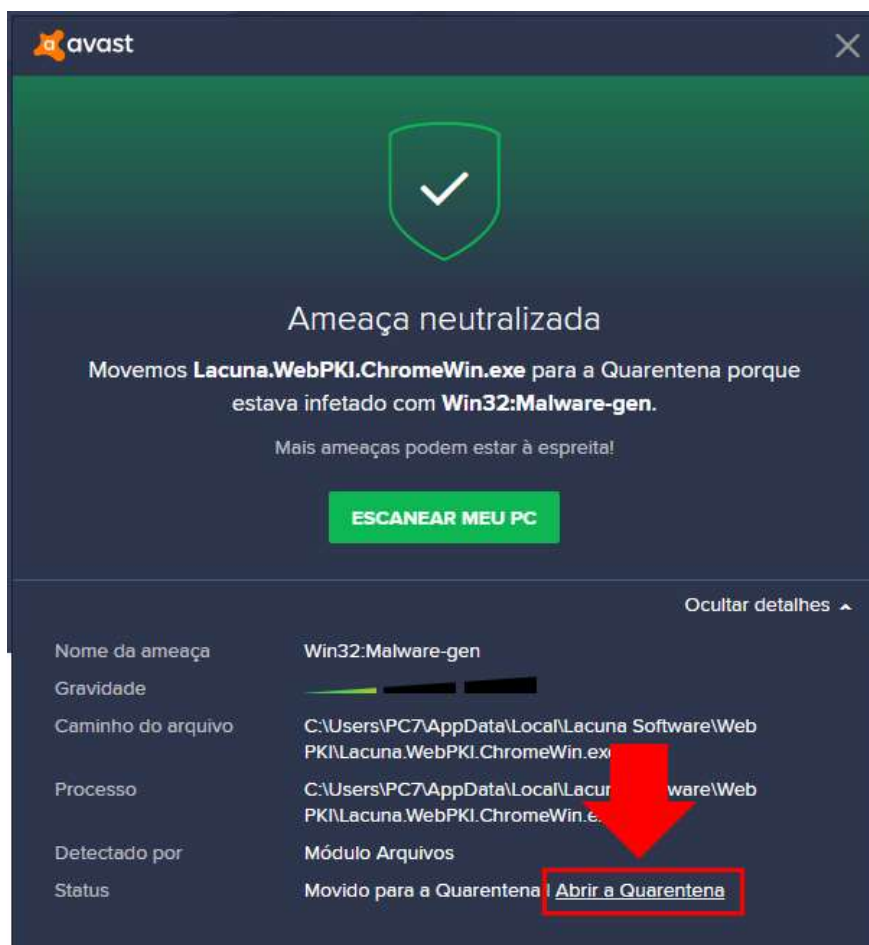 avast
Ameaça neutralizada
Movemos Lacuna.WebPKI.ChromeWin.exe para a Quarentena porque
estava infetado com Win32:Malware-gen.
Mais ameaças podem estar à espreita!
ESCANEAR MEU PC
Ocultar detalhes
Nome da ameaça Win32:Malware-gen
Gravidade
Caminho do arquivo C:\Users\PC7\AppData\Local\Lacuna Software\Web
PKI\Lacuna.WebPKI.ChromeWin.exe
Processo C:\Users\PC7\AppData\Local\Lacun ware\Web
PKI\Lacuna.WebPKI.ChromeWin.e
Detectado por Módulo Arquivos
Status Movido para a Quarentena | Abrir a Quarentena